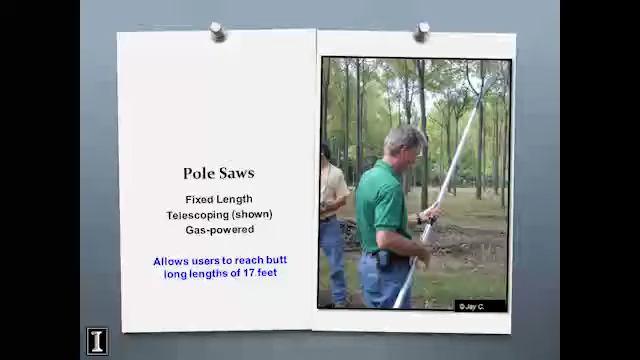 Pole Saws
Fixed Length
Telescoping (shown)
Gas-powered
Allows users to reach butt
long lengths of 17 feet
© Jay C.
I